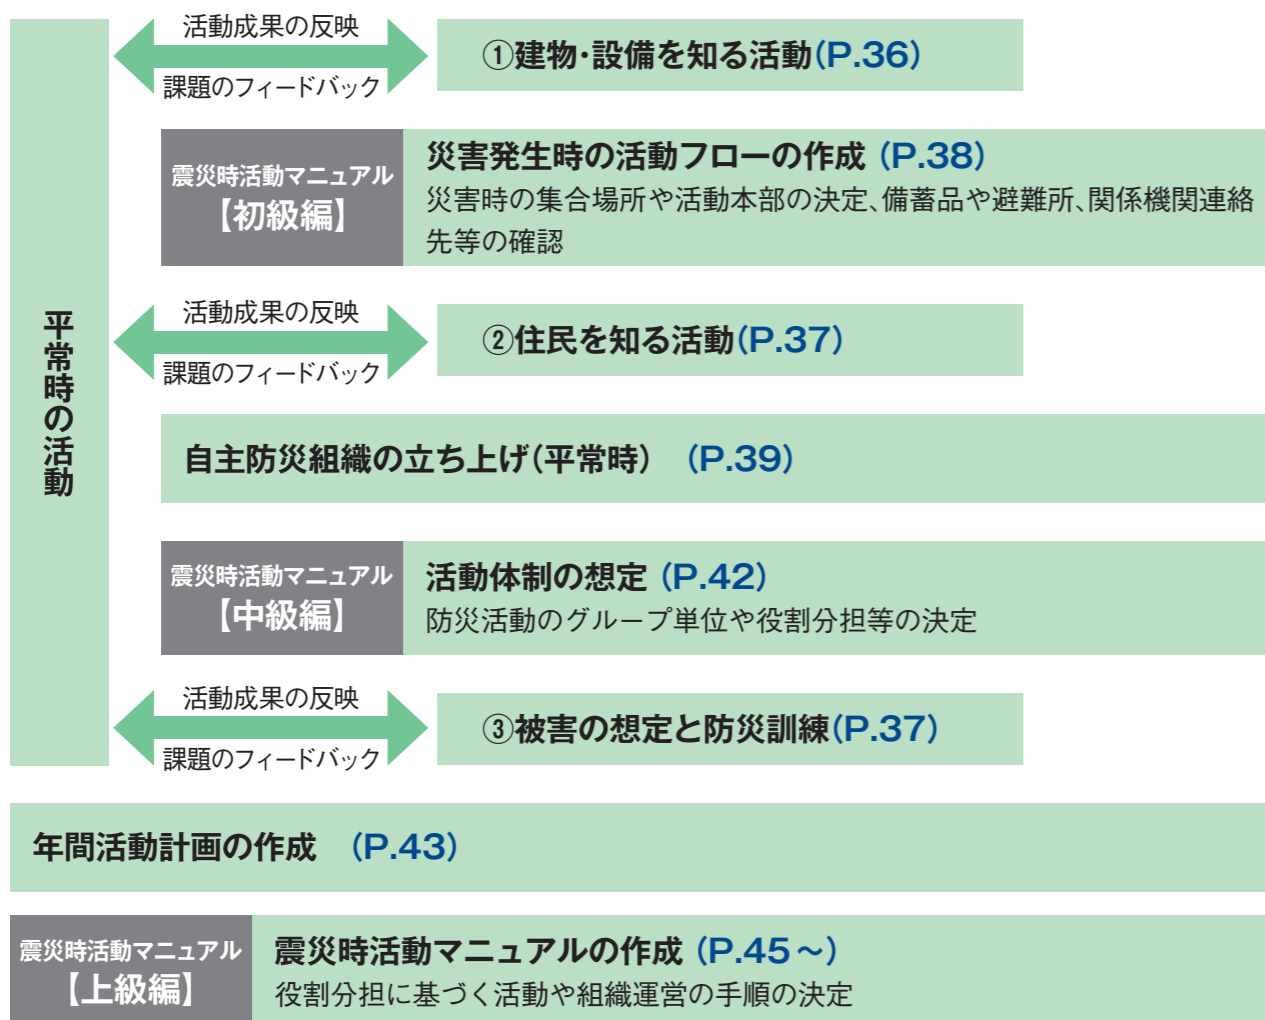 平常時の活動
活動成果の反映
課題のフィードバック
①建物･設備を知る活動(P.36)
震災時活動マニュアル
【初級編】
災害発生時の活動フローの作成 (P.38)
災害時の集合場所や活動本部の決定、備蓄品や避難所、関係機関連絡
先等の確認
活動成果の反映
課題のフィードバック
②住民を知る活動(P.37)
自主防災組織の立ち上げ(平常時) (P.39)
震災時活動マニュアル
【中級編】
活動体制の想定 (P.42)
防災活動のグループ単位や役割分担等の決定
活動成果の反映
課題のフィードバック
③被害の想定と防災訓練(P.37)
年間活動計画の作成 (P.43)
震災時活動マニュアル
【上級編】
震災時活動マニュアルの作成 (P.45～)
役割分担に基づく活動や組織運営の手順の決定